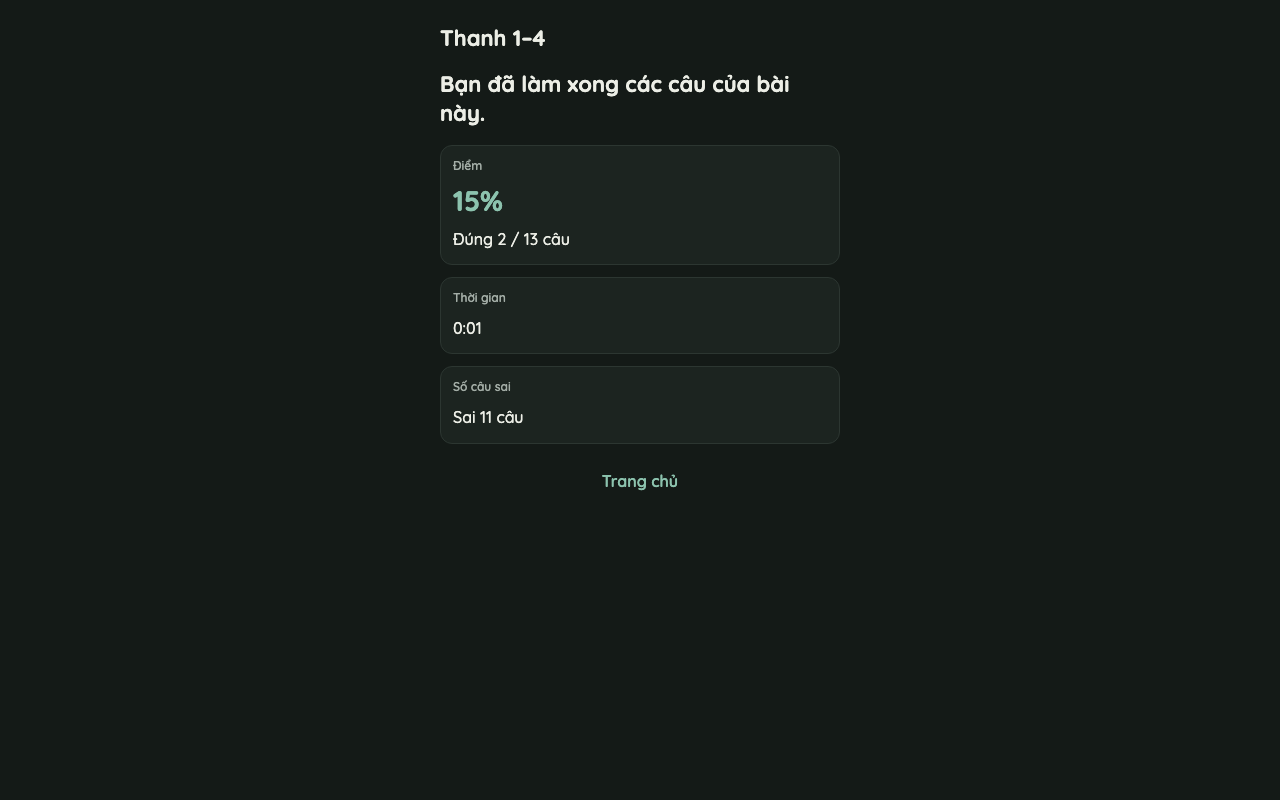 Thanh 1–4
Bạn đã làm xong các câu của bài
này.
Điểm
15%
Đúng 2 / 13 câu
Thời gian
0:01
Số câu sai
Sai 11 câu
Trang chủ